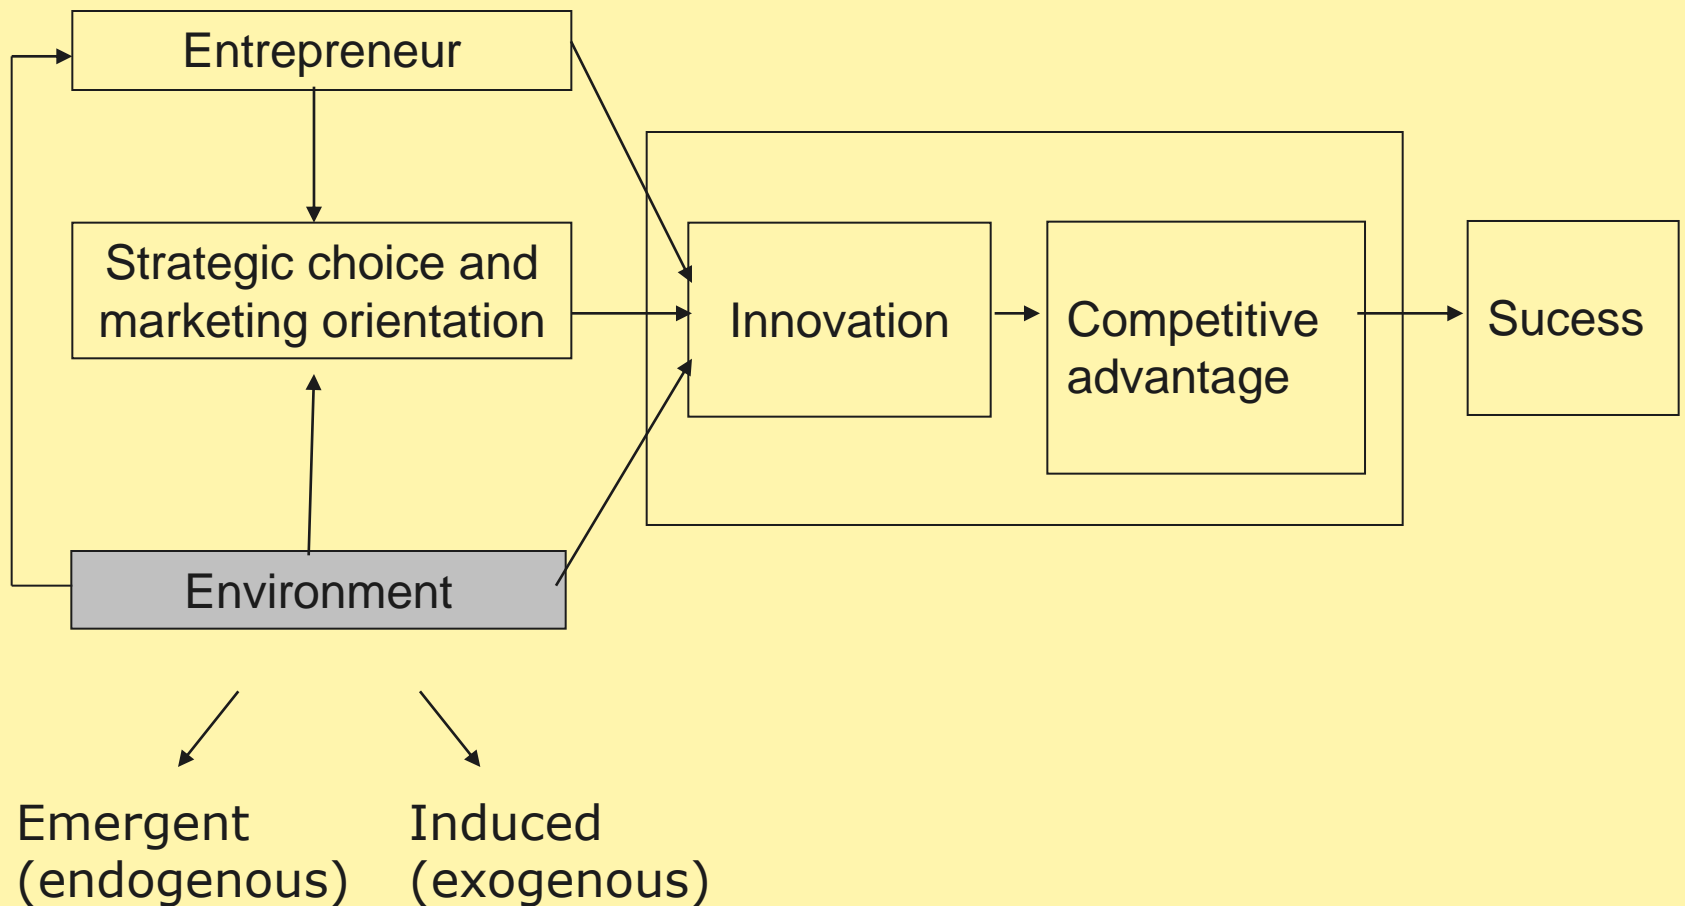 Entrepreneur
Strategic choice and
marketing orientation
Innovation
Competitive
advantage
Sucess
Environment
Emergent
(endogenous)
Induced
(exogenous)